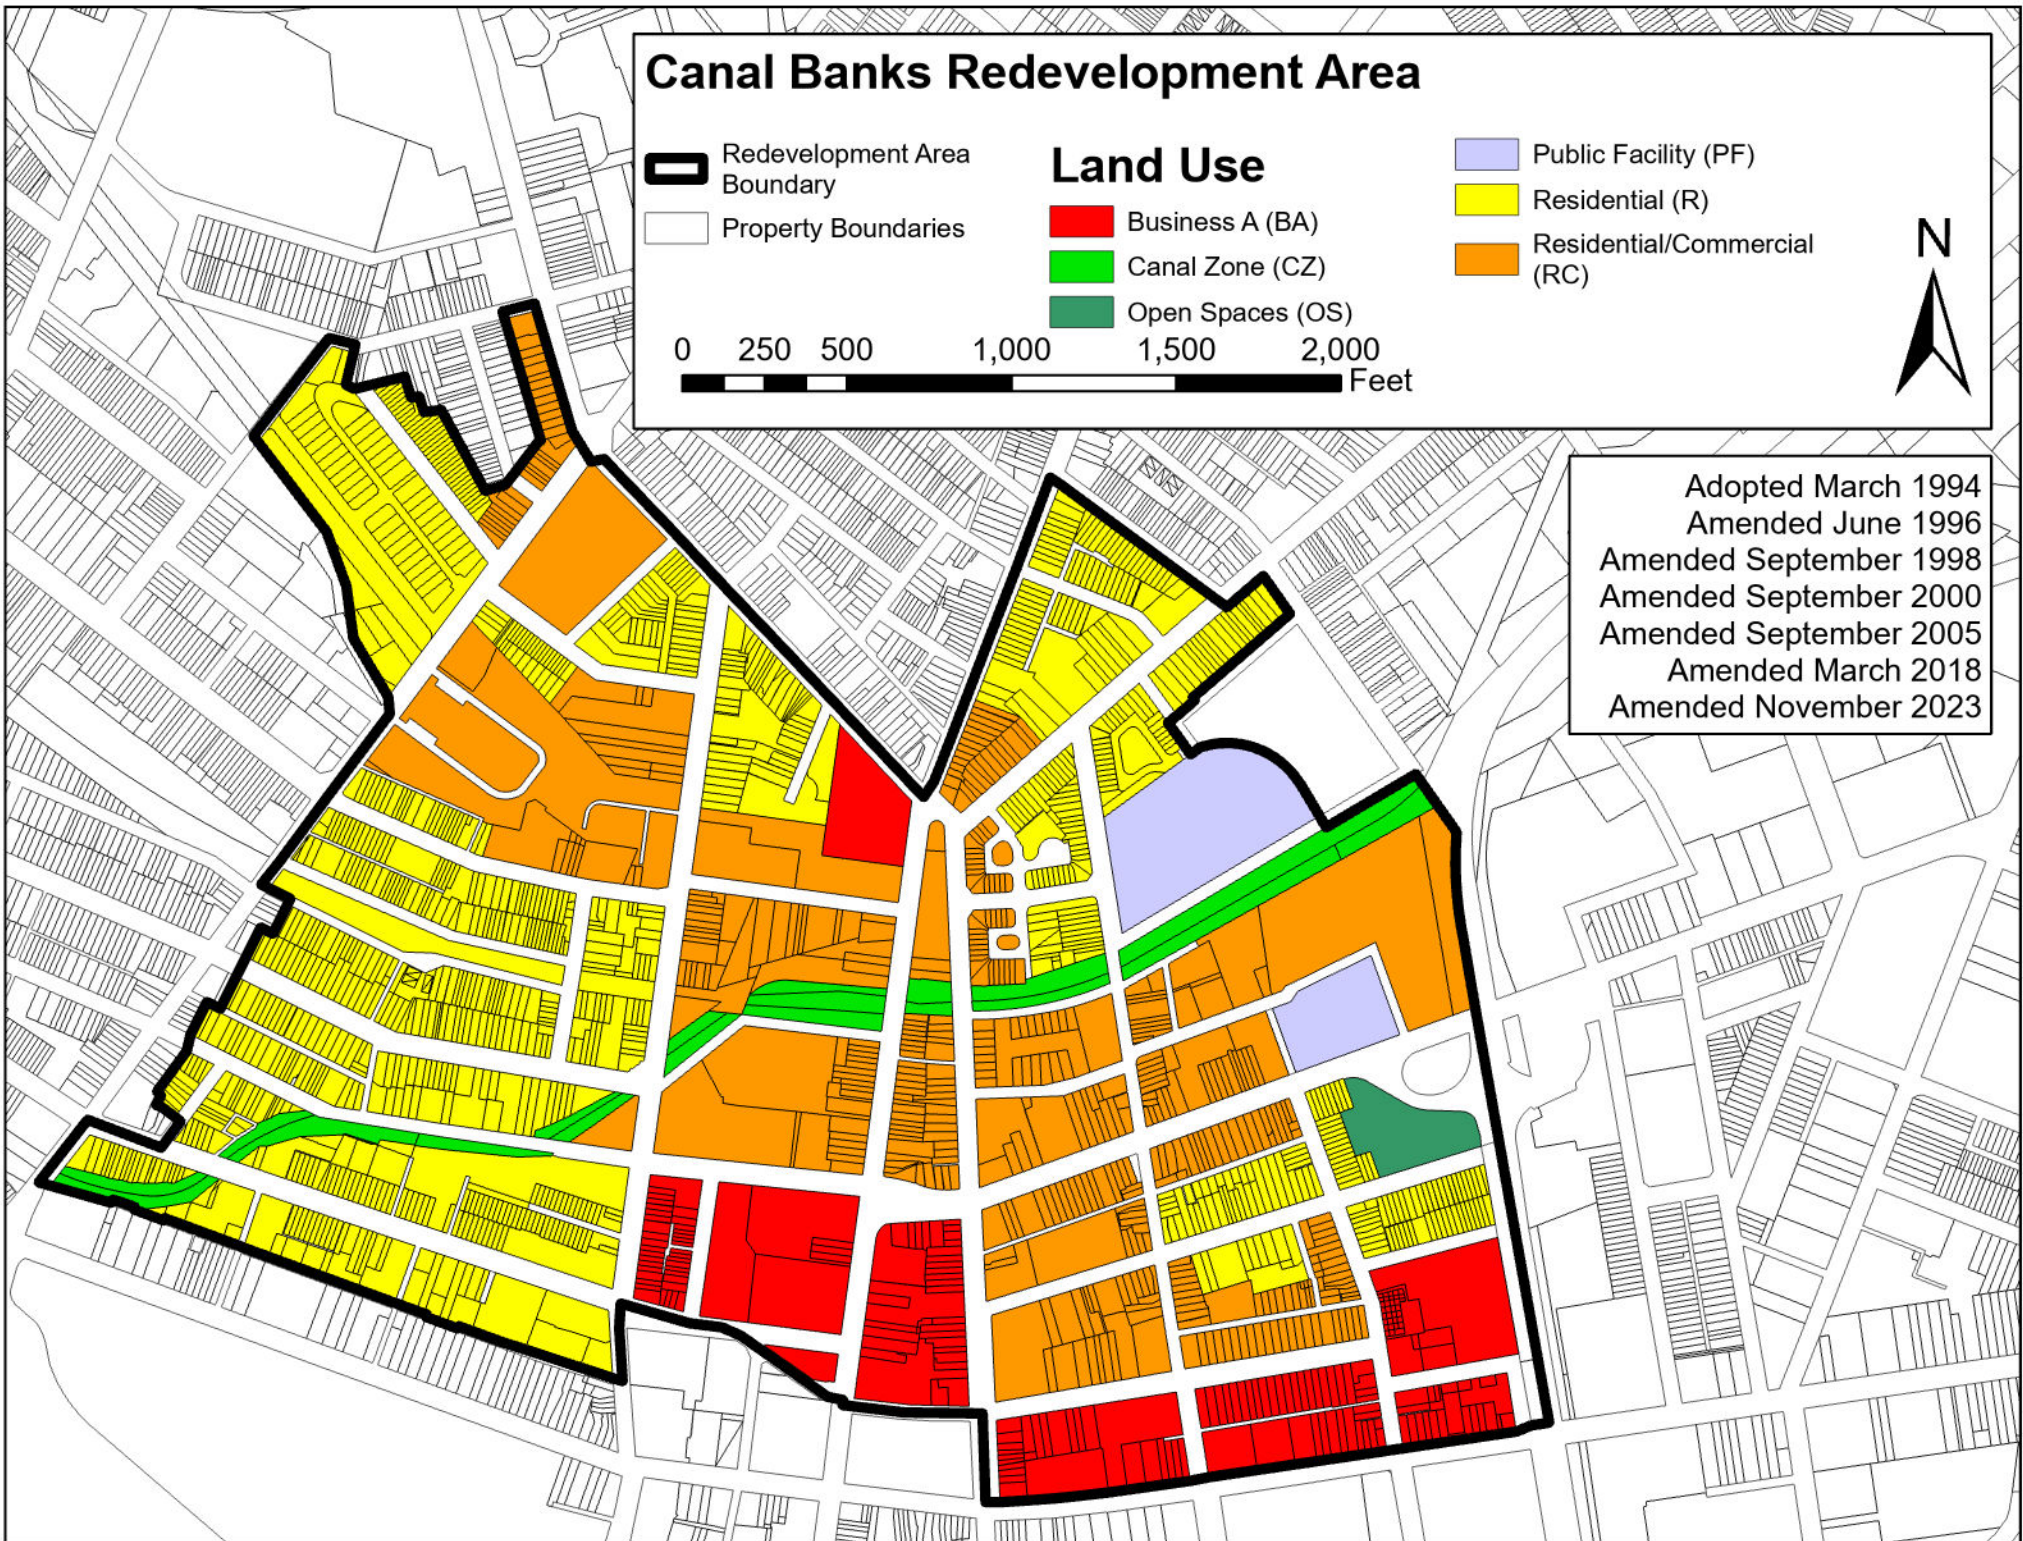 Canal Banks Redevelopment Area
Redevelopment Area
Boundary
Property Boundaries
Land Use
Business A (BA)
Canal Zone (CZ)
Open Spaces (OS)
Public Facility (PF)
Residential (R)
Residential/Commercial
(RC)
N
0 250 500 1,000 1,500 2,000
Feet
Adopted March 1994
Amended June 1996
Amended September 1998
Amended September 2000
Amended September 2005
Amended March 2018
Amended November 2023